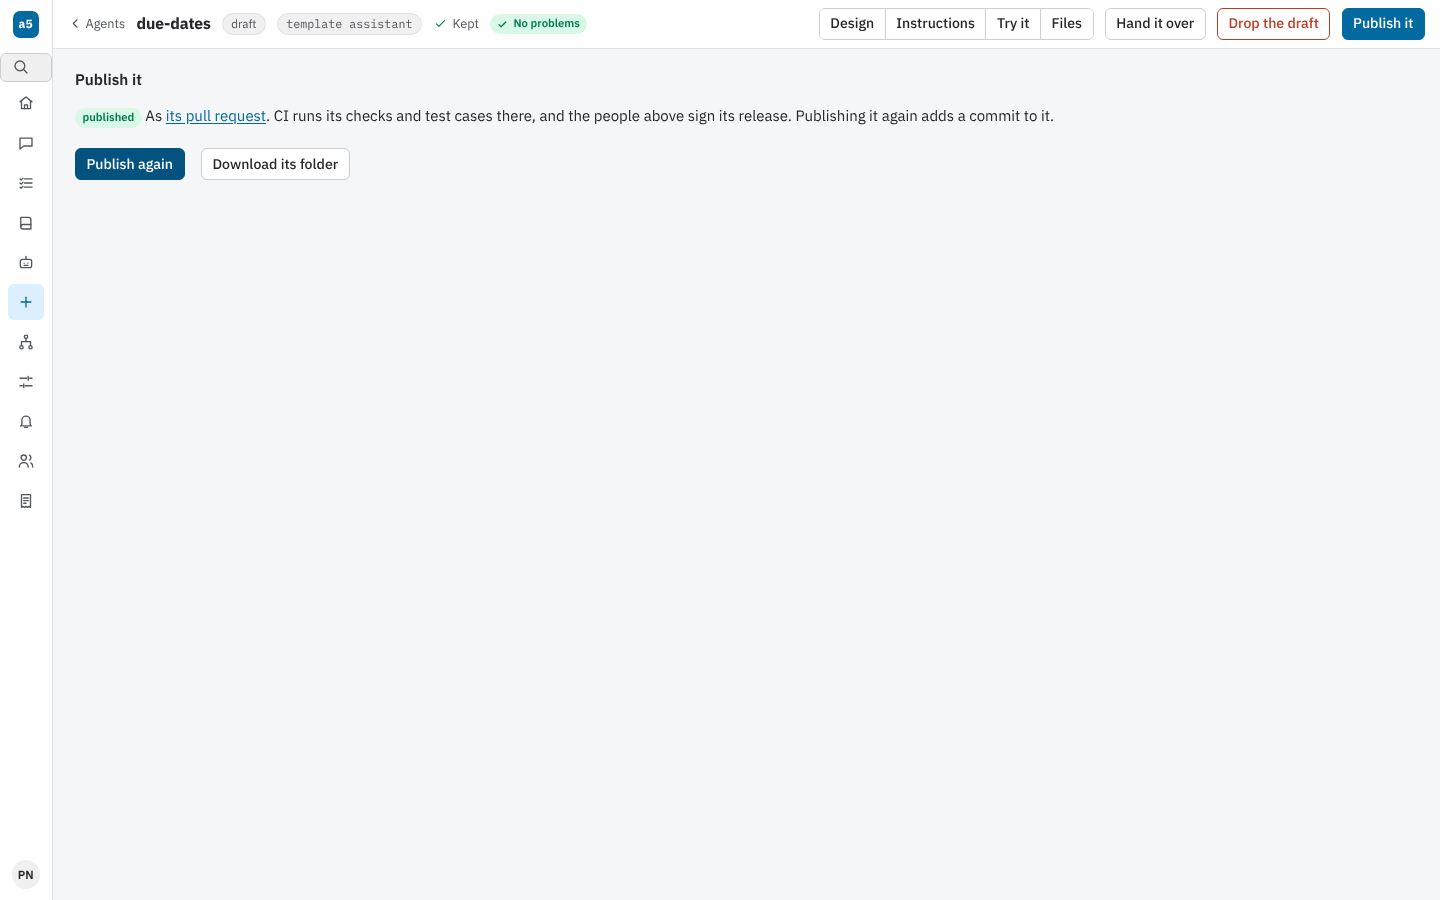 a5
Agents
due-dates
draft
template assistant
Kept
No problems
Design
Instructions
Try it
Files
Hand it over
Drop the draft
Publish it
Publish it
published As its pull request. CI runs its checks and test cases there, and the people above sign its release. Publishing it again adds a commit to it.
Publish again
Download its folder
PN